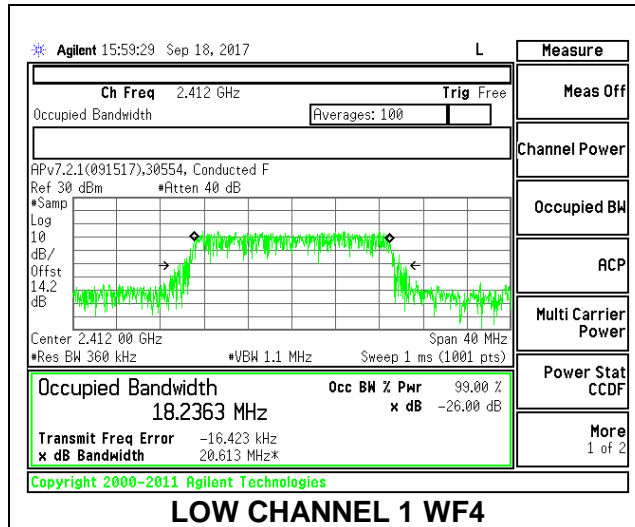 Agilent 15:59:29 Sep 18, 2017 L
Measure
Ch Freq 2.412 GHz Trig Free
Meas Off
Occupied Bandwidth Averages: 100
Channel Power
APv7.2.1(091517),30554, Conducted F
Ref 30 dBm #Atten 40 dB
#Samp
Log
10
dB/
Offst
14.2
dB
Occupied BW
ACP
Multi Carrier
Power
Center 2.412 00 GHz Span 40 MHz
#Res BW 360 kHz #VBW 1.1 MHz Sweep 1 ms (1001 pts)
Power Stat
CCDF
Occupied Bandwidth Occ BW % Pwr 99.00 %
18.2363 MHz x dB -26.00 dB
Transmit Freq Error -16.423 kHz
x dB Bandwidth 20.613 MHz*
More
1 of 2
Copyright 2000-2011 Agilent Technologies
LOW CHANNEL 1 WF4